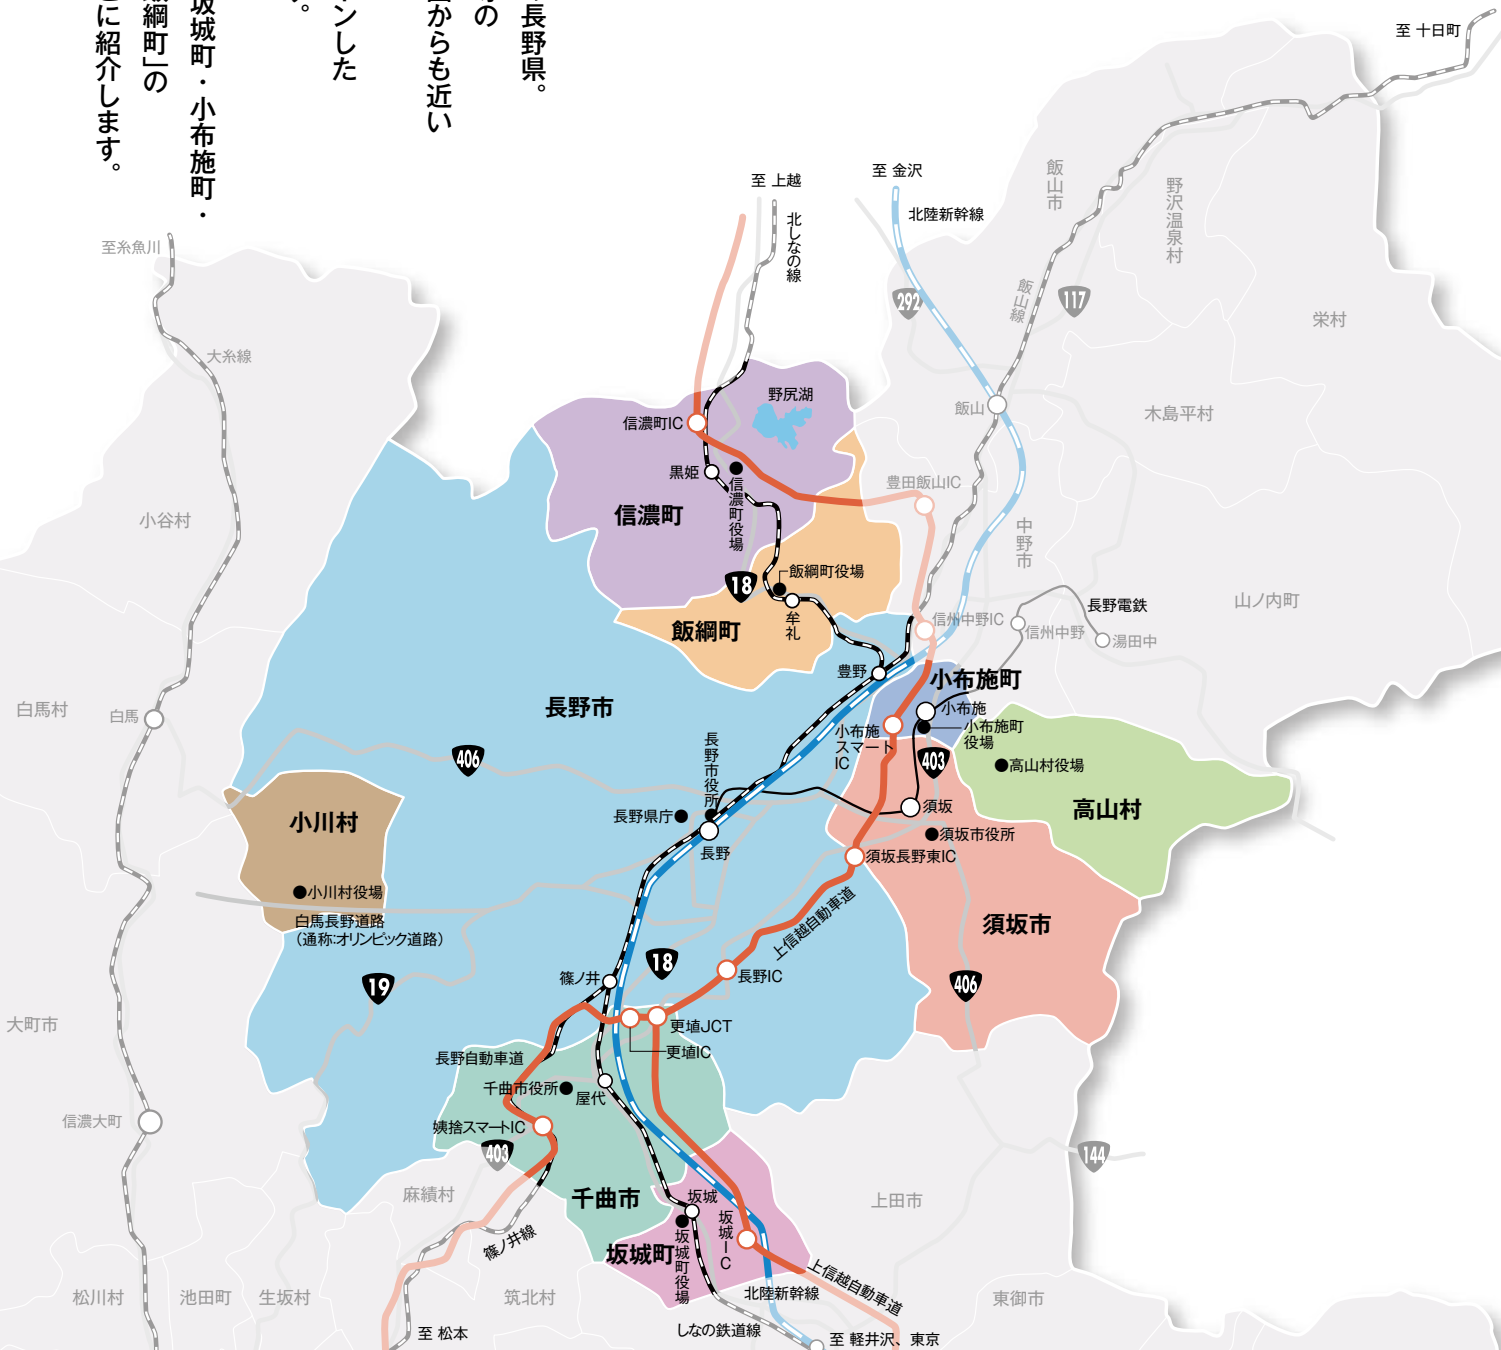 長野県。
の
からも近い
ンした
。
坂城町・小布施町・
綱町」の
に紹介します。
至 十日町
至 金沢
至 上越
北陸新幹線
北しなの線
飯山市
野沢温泉村
至糸魚川
292
飯山線
117
栄村
大糸線
野尻湖
信濃町IC
飯山
木島平村
黒姫
信濃町役場
豊田飯山IC
信濃町
小谷村
中野市
18
飯綱町役場
飯綱町
牟礼
信州中野IC
信州中野
長野電鉄
湯田中
山ノ内町
豊野
小布施町
白馬村
白馬
長野市
小布施
小布施町
役場
小布施
スマート
IC
403
406
長野市役所
高山村役場
長野県庁
須坂
高山村
小川村
須坂市役所
長野
須坂長野東IC
小川村役場
白馬長野道路
（通称:オリンピック道路）
上信越自動車道
須坂市
18
篠ノ井
長野IC
19
406
大町市
更埴JCT
更埴IC
長野自動車道
千曲市役所
屋代
信濃大町
姨捨スマートIC
403
144
麻績村
千曲市
坂城
坂城IC
上田市
坂城町
坂城町役場
篠ノ井線
上信越自動車道
北陸新幹線
松川村
池田町
生坂村
筑北村
東御市
至 松本
しなの鉄道線
至 軽井沢、東京